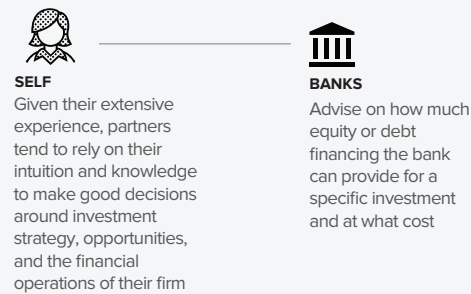 SELF
Given their extensive
experience, partners
tend to rely on their
intuition and knowledge
to make good decisions
around investment
strategy, opportunities,
and the financial
operations of their firm
BANKS
Advise on how much
equity or debt
financing the bank
can provide for a
specific investment
and at what cost